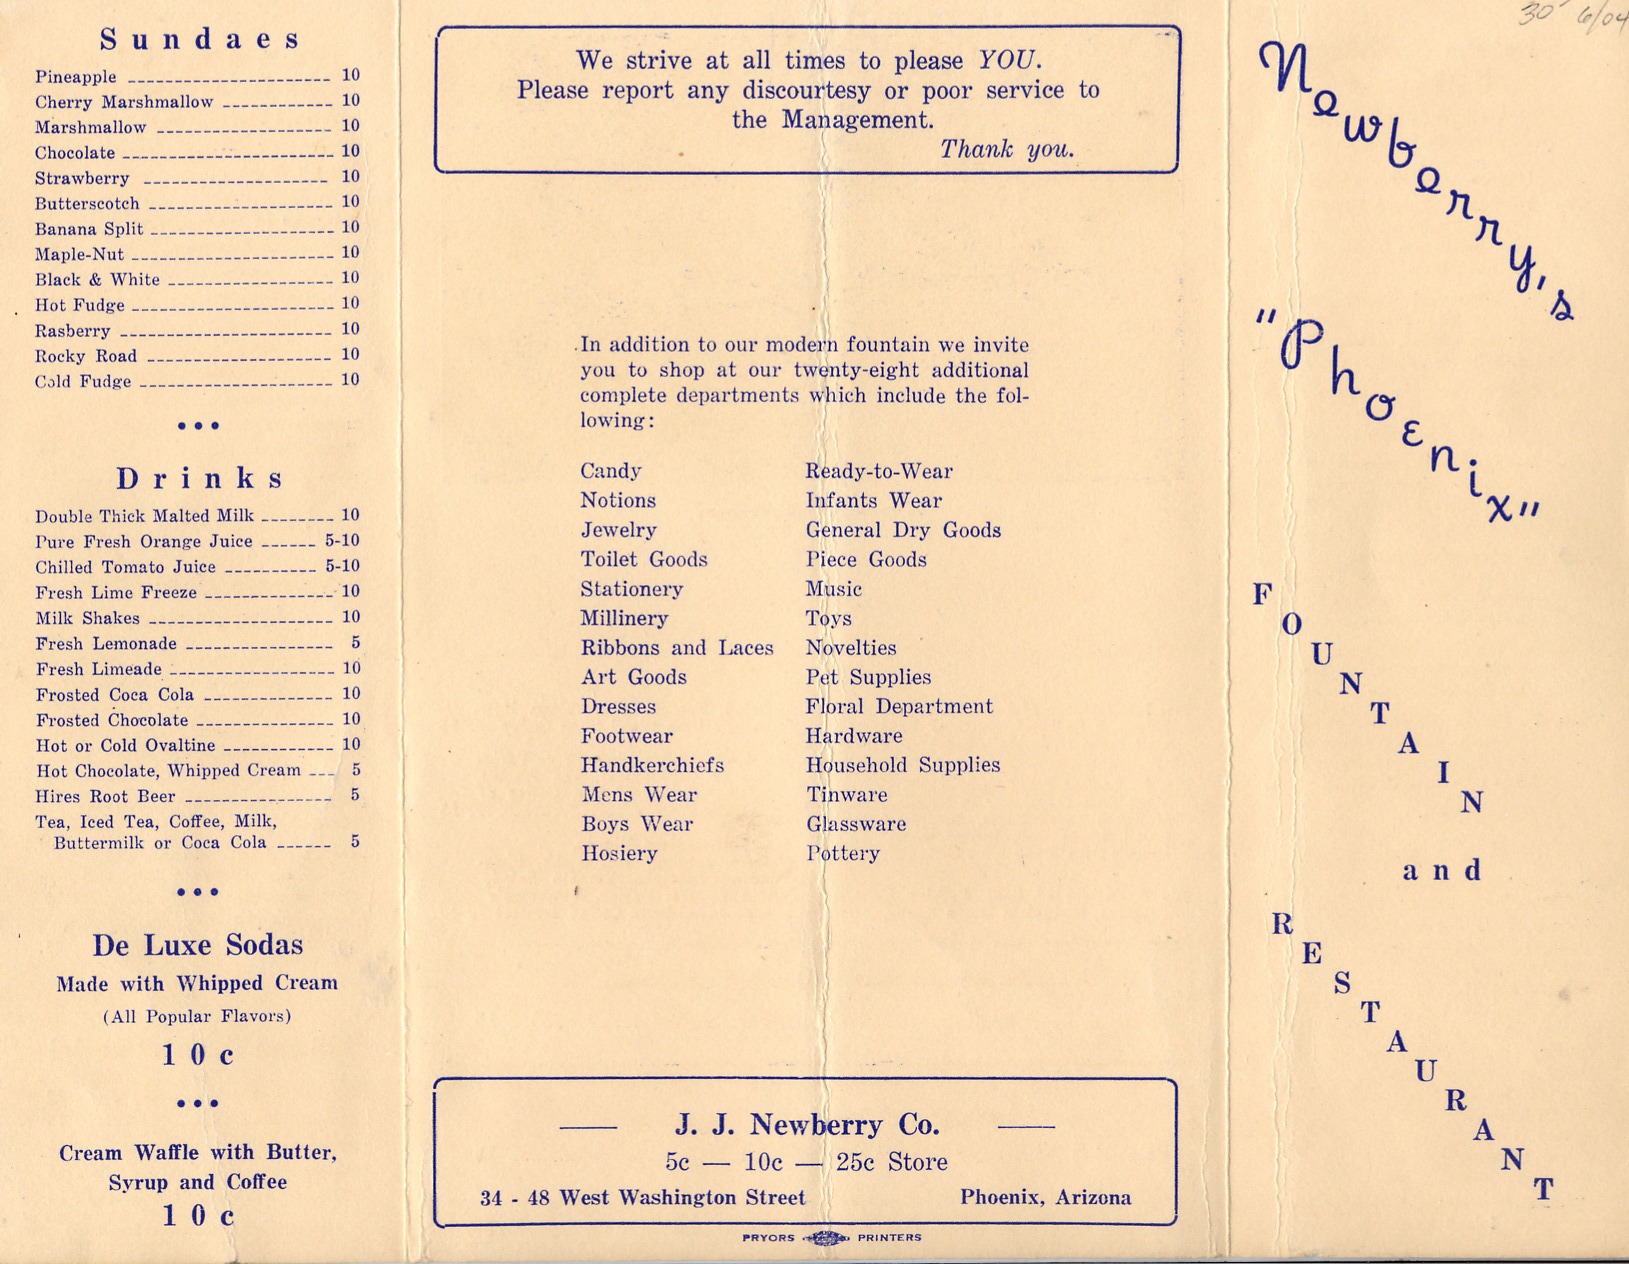 Sundaes
Pineapple 10
Cherry Marshmallow 10
Marshmallow 10
Chocolate 10
Strawberry 10
Butterscotch 10
Banana Split 10
Maple-Nut 10
Black & White 10
Hot Fudge 10
Rasberry 10
Rocky Road 10
Cold Fudge 10
Drinks
Double Thick Malted Milk 10
Pure Fresh Orange Juice 5-10
Chilled Tomato Juice 5-10
Fresh Lime Freeze 10
Milk Shakes 10
Fresh Lemonade 5
Fresh Limeade 10
Frosted Coca Cola 10
Frosted Chocolate 10
Hot or Cold Ovaltine 10
Hot Chocolate, Whipped Cream 5
Hires Root Beer 5
Tea, Iced Tea, Coffee, Milk,
Buttermilk or Coca Cola 5
De Luxe Sodas
Made with Whipped Cream
(All Popular Flavors)
10c
Cream Waffle with Butter,
Syrup and Coffee
10c
We strive at all times to please YOU.
Please report any discourtesy or poor service to
the Management.
Thank you.
In addition to our modern fountain we invite
you to shop at our twenty-eight additional
complete departments which include the fol-
lowing:
Candy
Notions
Jewelry
Toilet Goods
Stationery
Millinery
Ribbons and Laces
Art Goods
Dresses
Footwear
Handkerchiefs
Mens Wear
Boys Wear
Hosiery
Ready-to-Wear
Infants Wear
General Dry Goods
Piece Goods
Music
Toys
Novelties
Pet Supplies
Floral Department
Hardware
Household Supplies
Tinware
Glassware
Pottery
J. J. Newberry Co.
5c — 10c — 25c Store
34 - 48 West Washington Street Phoenix, Arizona
PRYORS PRINTERS
30 6/04
Newberry's
"Phoenix"
FOUNTAIN
and
RESTAURANT